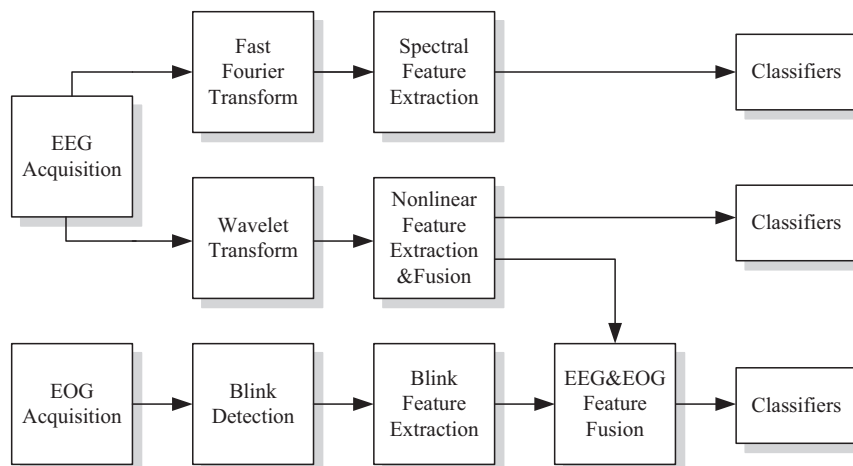 Fast
Fourier
Transform
Spectral
Feature
Extraction
Classifiers
EEG
Acquisition
Wavelet
Transform
Nonlinear
Feature
Extraction
&Fusion
Classifiers
EOG
Acquisition
Blink
Detection
Blink
Feature
Extraction
EEG&EOG
Feature
Fusion
Classifiers